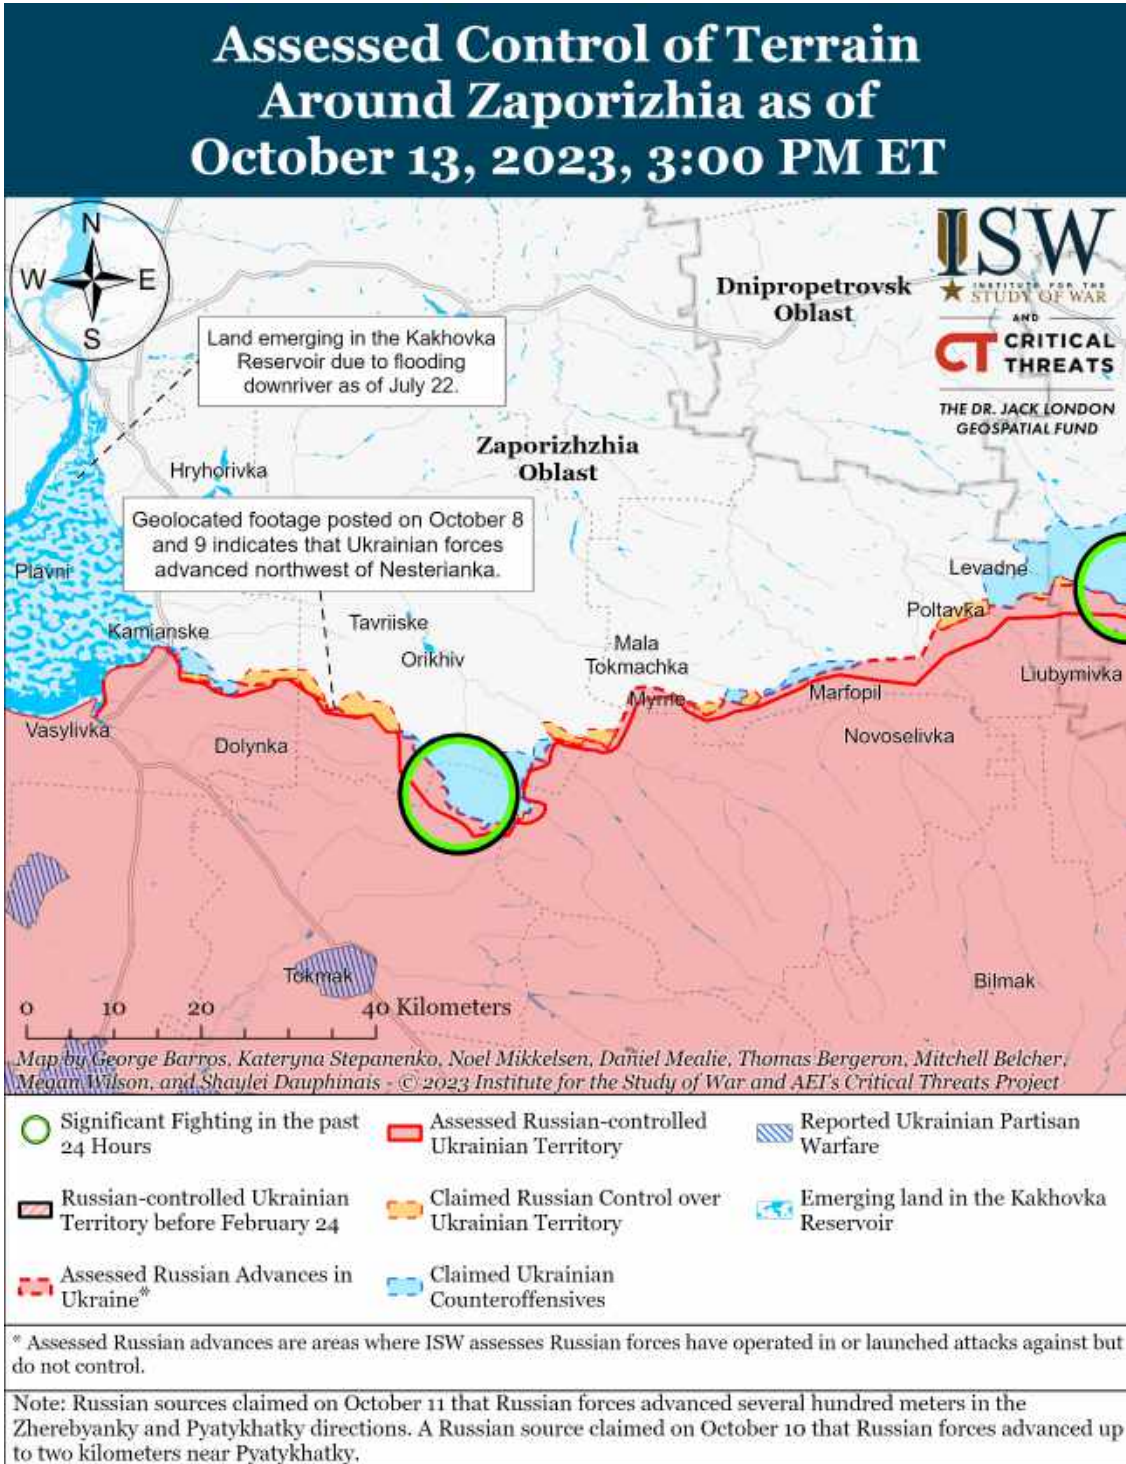 Assessed Control of Terrain
Around Zaporizhia as of
October 13, 2023, 3:00 PM ET
N
W
E
S
ISW
INSTITUTE FOR THE
STUDY OF WAR
AND
CT CRITICAL
THREATS
THE DR. JACK LONDON
GEOSPATIAL FUND
Dnipropetrovsk
Oblast
Land emerging in the Kakhovka
Reservoir due to flooding
downriver as of July 22.
Zaporizhzhia
Oblast
Hryhorivka
Geolocated footage posted on October 8
and 9 indicates that Ukrainian forces
advanced northwest of Nesterianka.
Plavni
Levadne
Poltavka
Kamianske
Tavriiske
Orikhiv
Mala
Tokmachka
Myrne
Marfopil
Liubymivka
Vasylivka
Dolynka
Novoselivka
Tokmak
Bilmak
0 10 20 40 Kilometers
Map by George Barros, Kateryna Stepanenko, Noel Mikkelsen, Daniel Mealie, Thomas Bergeron, Mitchell Belcher,
Megan Wilson, and Shaylei Dauphinais - © 2023 Institute for the Study of War and AEI's Critical Threats Project
Significant Fighting in the past
24 Hours
Russian-controlled Ukrainian
Territory before February 24
Assessed Russian Advances in
Ukraine*
Assessed Russian-controlled
Ukrainian Territory
Claimed Russian Control over
Ukrainian Territory
Claimed Ukrainian
Counteroffensives
Reported Ukrainian Partisan
Warfare
Emerging land in the Kakhovka
Reservoir
* Assessed Russian advances are areas where ISW assesses Russian forces have operated in or launched attacks against but
do not control.
Note: Russian sources claimed on October 11 that Russian forces advanced several hundred meters in the
Zherebyanky and Pyatykhatky directions. A Russian source claimed on October 10 that Russian forces advanced up
to two kilometers near Pyatykhatky.